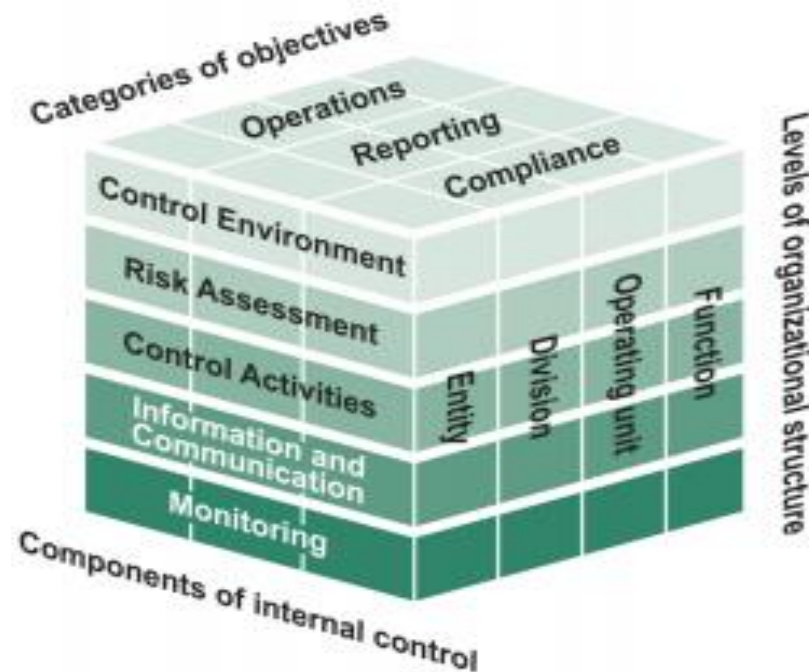 Categories of objectives
Operations
Reporting
Compliance
Control Environment
Risk Assessment
Control Activities
Information and
Communication
Monitoring
Components of internal control
Entity
Division
Operating unit
Function
Levels of organizational structure